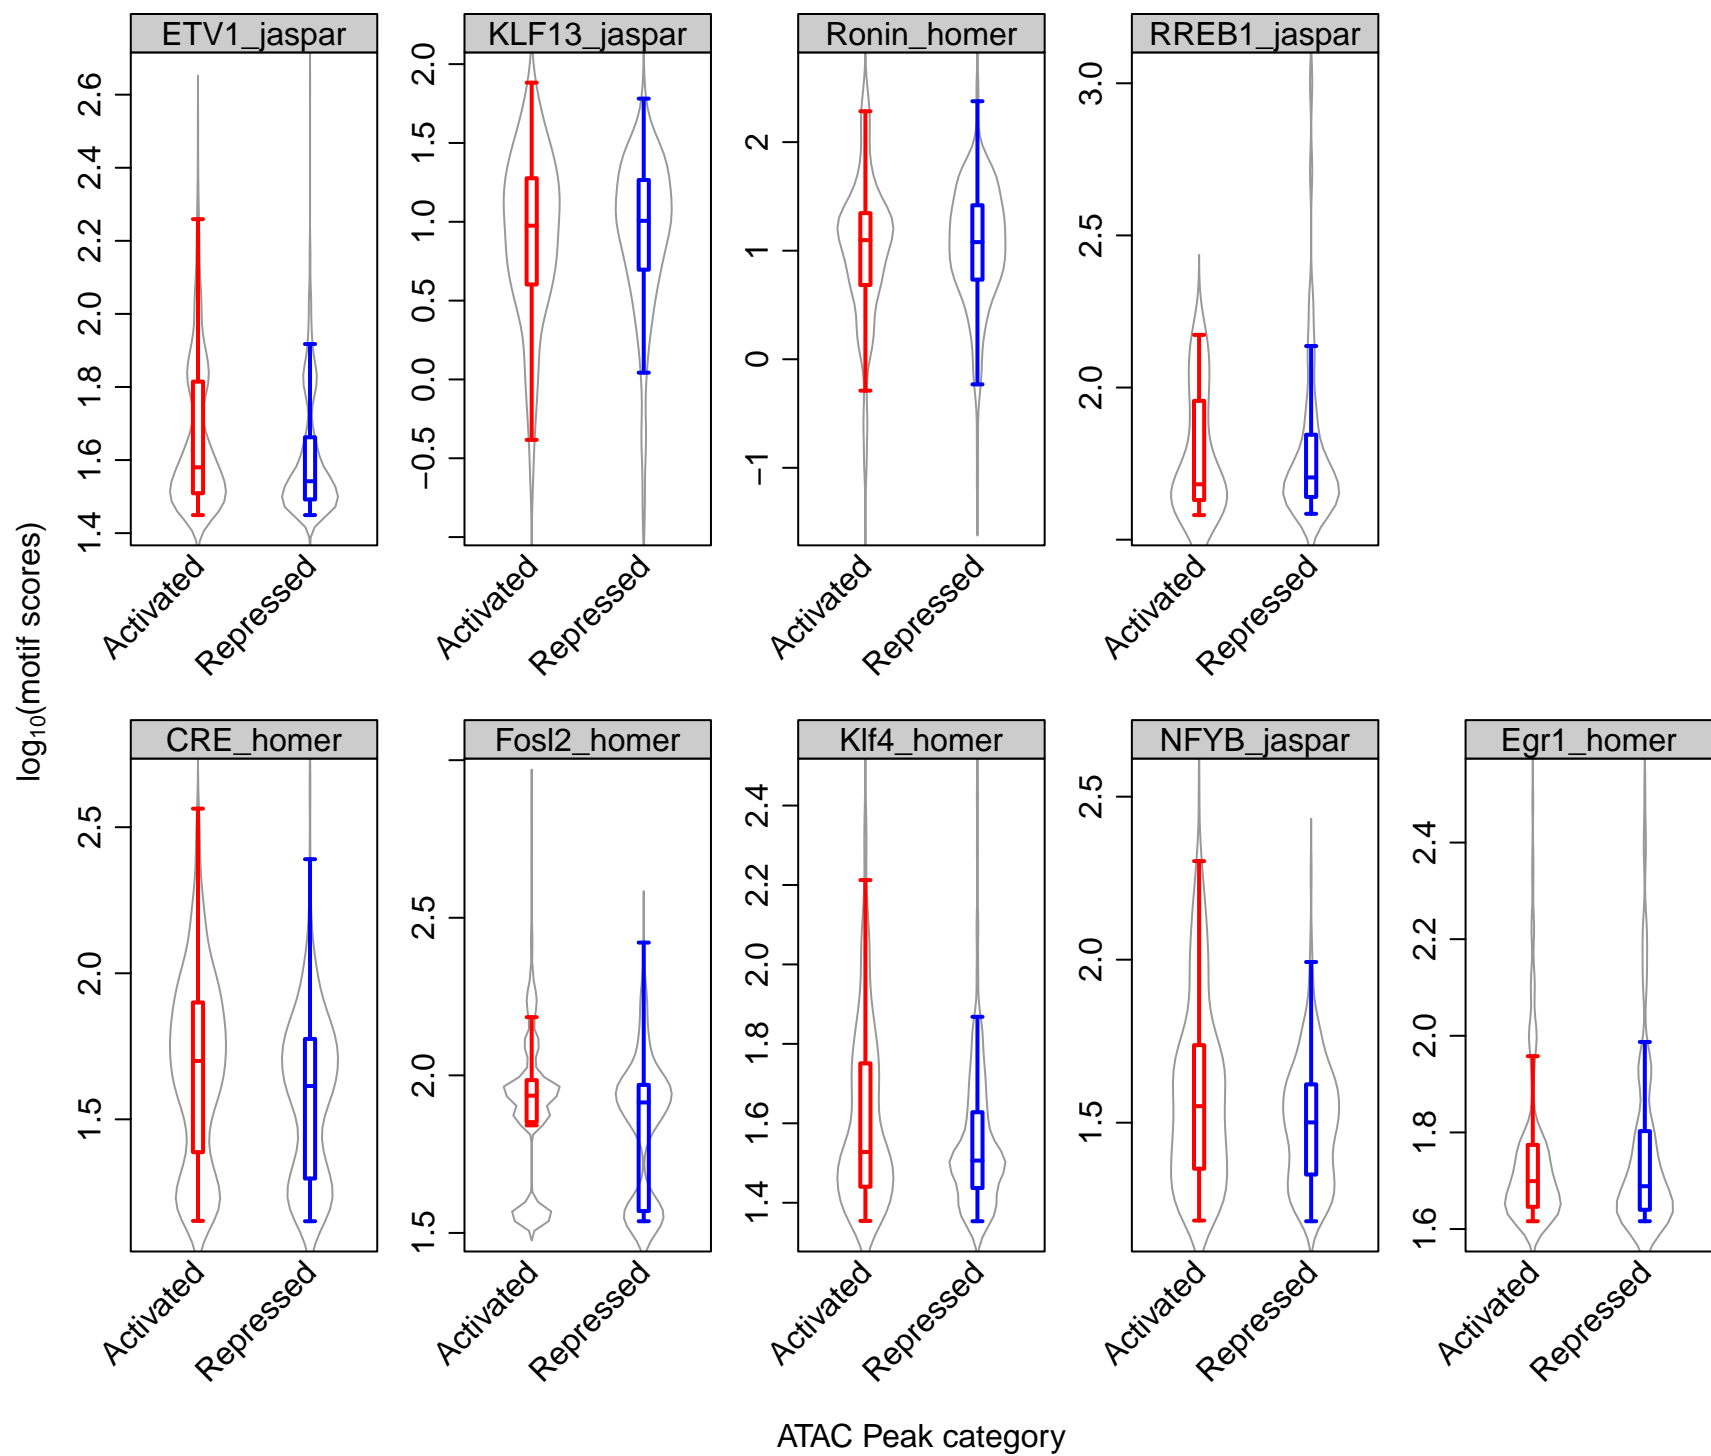 ETV1_jaspar
KLF13_jaspar
Ronin_homer
RREB1_jaspar
1.4 1.6 1.8 2.0 2.2 2.4 2.6
−0.5 0.0 0.5 1.0 1.5 2.0
−1 0 1 2
2.0 2.5 3.0
Activated Repressed
Activated Repressed
Activated Repressed
Activated Repressed
log10(motif scores)
CRE_homer
Fosl2_homer
Klf4_homer
NFYB_jaspar
Egr1_homer
1.5 2.0 2.5
1.5 2.0 2.5
1.4 1.6 1.8 2.0 2.2 2.4
1.5 2.0 2.5
1.6 1.8 2.0 2.2 2.4
Activated Repressed
Activated Repressed
Activated Repressed
Activated Repressed
Activated Repressed
ATAC Peak category